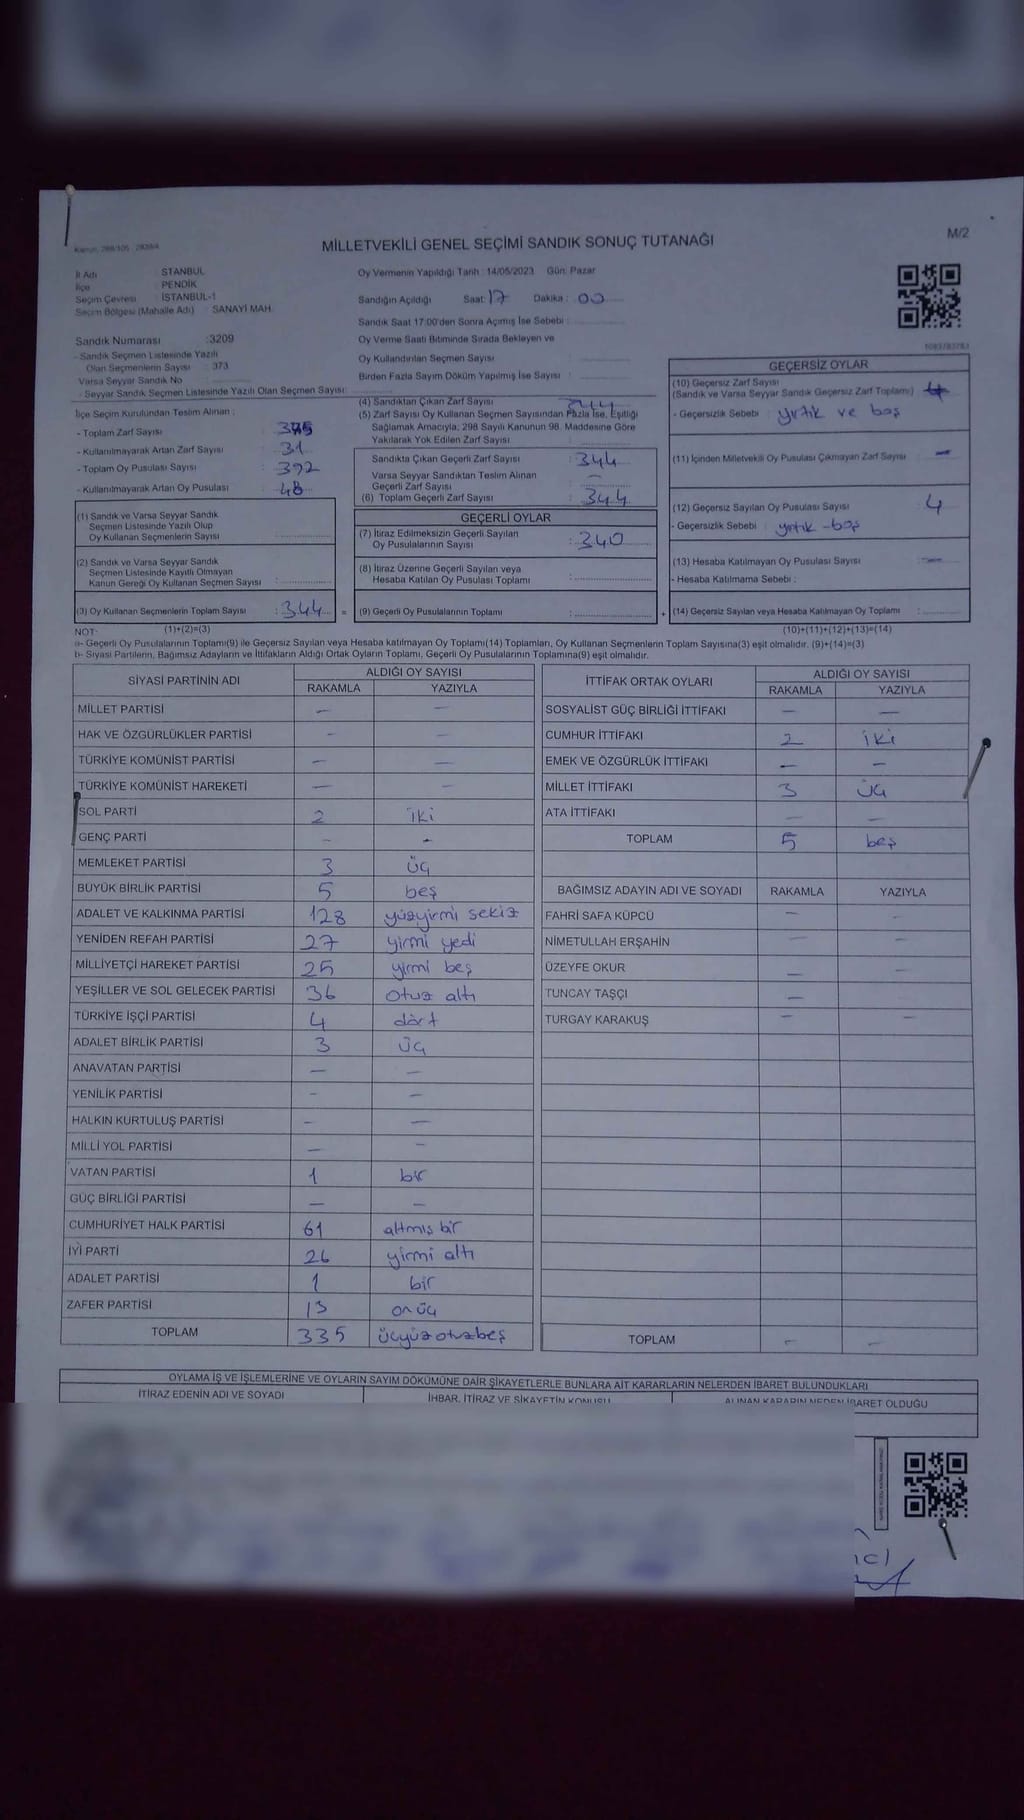 MİLLETVEKİLİ GENEL SEÇİMİ SANDIK SONUÇ TUTANAĞI
M/2
İl Adı : STANBUL
İlçe : PENDİK
Seçim Çevresi : İSTANBUL-1
Seçim Bölgesi (Mahalle Adı) SANAYİ MAH.
Oy Vermenin Yapıldığı Tarih : 14/05/2023 Gün: Pazar
Sandığın Açıldığı Saat: 17 Dakika : 00
Sandık Saat 17:00'den Sonra Açımış İse Sebebi :
Oy Verme Saati Bitiminde Sırada Bekleyen ve
Oy Kullandırılan Seçmen Sayısı :
Birden Fazla Sayım Döküm Yapılmış İse Sayısı :
Sandık Numarası :3209
- Sandık Seçmen Listesinde Yazılı
Olan Seçmenlerin Sayısı : 373
Varsa Seyyar Sandık No
- Seyyar Sandık Seçmen Listesinde Yazılı Olan Seçmen Sayısı:
İlçe Seçim Kurulundan Teslim Alınan :
- Toplam Zarf Sayısı :
- Kullanılmayarak Artan Zarf Sayısı : 31
- Toplam Oy Pusulası Sayısı : 392
- Kullanılmayarak Artan Oy Pusulası : 48
(1) Sandık ve Varsa Seyyar Sandık
Seçmen Listesinde Yazılı Olup
Oy Kullanan Seçmenlerin Sayısı :
(2) Sandık ve Varsa Seyyar Sandık
Seçmen Listesinde Kayıtlı Olmayan
Kanun Gereği Oy Kullanan Seçmen Sayısı :
(3) Oy Kullanan Seçmenlerin Toplam Sayısı : 344 =
(1)+(2)=(3)
(4) Sandıktan Çıkan Zarf Sayısı : 344
(5) Zarf Sayısı Oy Kullanan Seçmen Sayısından Fazla İse, Eşitliği
Sağlamak Amacıyla, 298 Sayılı Kanunun 98. Maddesine Göre
Yakılarak Yok Edilen Zarf Sayısı :
Sandıkta Çıkan Geçerli Zarf Sayısı : 344
Varsa Seyyar Sandıktan Teslim Alınan
Geçerli Zarf Sayısı : —
(6) Toplam Geçerli Zarf Sayısı : 344
GEÇERLİ OYLAR
(7) İtiraz Edilmeksizin Geçerli Sayılan
Oy Pusulalarının Sayısı : 340
(8) İtiraz Üzerine Geçerli Sayılan veya
Hesaba Katılan Oy Pusulası Toplamı :
(9) Geçerli Oy Pusulalarının Toplamı : +
GEÇERSİZ OYLAR
(10) Geçersiz Zarf Sayısı
(Sandık ve Varsa Seyyar Sandık Geçersiz Zarf Toplamı) :
- Geçersizlik Sebebi : yırtık ve boş
(11) İçinden Milletvekili Oy Pusulası Çıkmayan Zarf Sayısı : —
(12) Geçersiz Sayılan Oy Pusulası Sayısı : 4
- Geçersizlik Sebebi : yırtık - boş
(13) Hesaba Katılmayan Oy Pusulası Sayısı : —
- Hesaba Katılmama Sebebi :
(14) Geçersiz Sayılan veya Hesaba Katılmayan Oy Toplamı :
(10)+(11)+(12)+(13)=(14)
NOT:
a- Geçerli Oy Pusulalarının Toplamı(9) ile Geçersiz Sayılan veya Hesaba katılmayan Oy Toplamı(14) Toplamları, Oy Kullanan Seçmenlerin Toplam Sayısına(3) eşit olmalıdır. (9)+(14)=(3)
b- Siyasi Partilerin, Bağımsız Adayların ve İttifakların Aldığı Ortak Oyların Toplamı, Geçerli Oy Pusulalarının Toplamına(9) eşit olmalıdır.
SİYASİ PARTİNİN ADI
ALDIĞI OY SAYISI
RAKAMLA YAZIYLA
MİLLET PARTİSİ — —
HAK VE ÖZGÜRLÜKLER PARTİSİ — —
TÜRKİYE KOMÜNİST PARTİSİ — —
TÜRKİYE KOMÜNİST HAREKETİ — —
SOL PARTİ 2 iki
GENÇ PARTİ — —
MEMLEKET PARTİSİ 3 üç
BÜYÜK BİRLİK PARTİSİ 5 beş
ADALET VE KALKINMA PARTİSİ 128 yüzyirmi sekiz
YENİDEN REFAH PARTİSİ 27 yirmi yedi
MİLLİYETÇİ HAREKET PARTİSİ 25 yirmi beş
YEŞİLLER VE SOL GELECEK PARTİSİ 36 otuz altı
TÜRKİYE İŞÇİ PARTİSİ 4 dört
ADALET BİRLİK PARTİSİ 3 üç
ANAVATAN PARTİSİ — —
YENİLİK PARTİSİ — —
HALKIN KURTULUŞ PARTİSİ — —
MİLLİ YOL PARTİSİ — —
VATAN PARTİSİ 1 bir
GÜÇ BİRLİĞİ PARTİSİ — —
CUMHURİYET HALK PARTİSİ 61 altmış bir
İYİ PARTİ 26 yirmi altı
ADALET PARTİSİ 1 bir
ZAFER PARTİSİ 13 onüç
TOPLAM 335 üçyüzotuzbeş
İTTİFAK ORTAK OYLARI
ALDIĞI OY SAYISI
RAKAMLA YAZIYLA
SOSYALİST GÜÇ BİRLİĞİ İTTİFAKI — —
CUMHUR İTTİFAKI 2 iki
EMEK VE ÖZGÜRLÜK İTTİFAKI — —
MİLLET İTTİFAKI 3 üç
ATA İTTİFAKI — —
TOPLAM 5 beş
BAĞIMSIZ ADAYIN ADI VE SOYADI RAKAMLA YAZIYLA
FAHRİ SAFA KÜPCÜ — —
NİMETULLAH ERŞAHİN — —
ÜZEYFE OKUR — —
TUNCAY TAŞÇI —
TURGAY KARAKUŞ — —
TOPLAM — —
OYLAMA İŞ VE İŞLEMLERİNE VE OYLARIN SAYIM DÖKÜMÜNE DAİR ŞİKAYETLERLE BUNLARA AİT KARARLARIN NELERDEN İBARET BULUNDUKLARI
İTİRAZ EDENİN ADI VE SOYADI
İHBAR, İTİRAZ VE ŞİKAYETİN KONUSU
ALINAN KARARIN NEDEN İBARET OLDUĞU